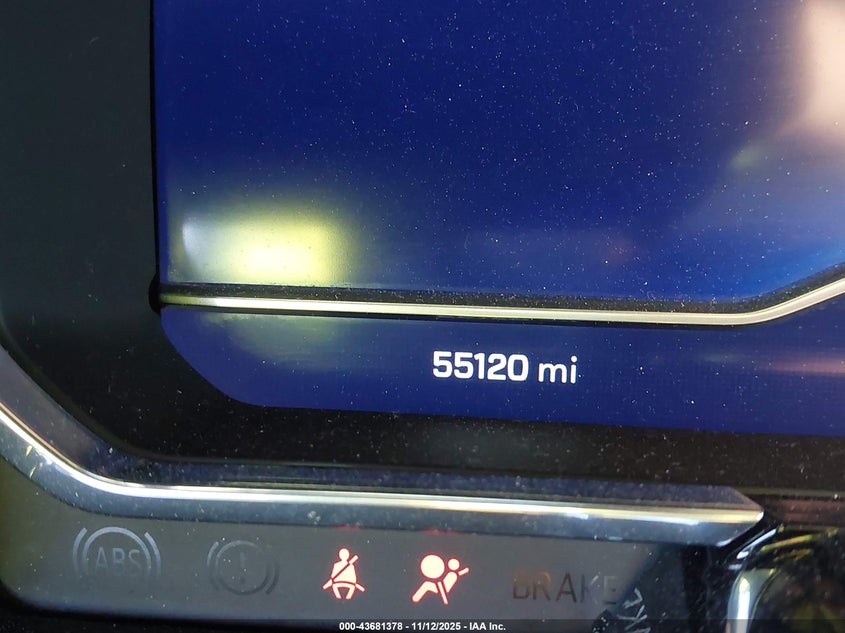 55120 mi
ABS
BRAKE
000-43681378 - 11/12/2025 - IAA Inc.